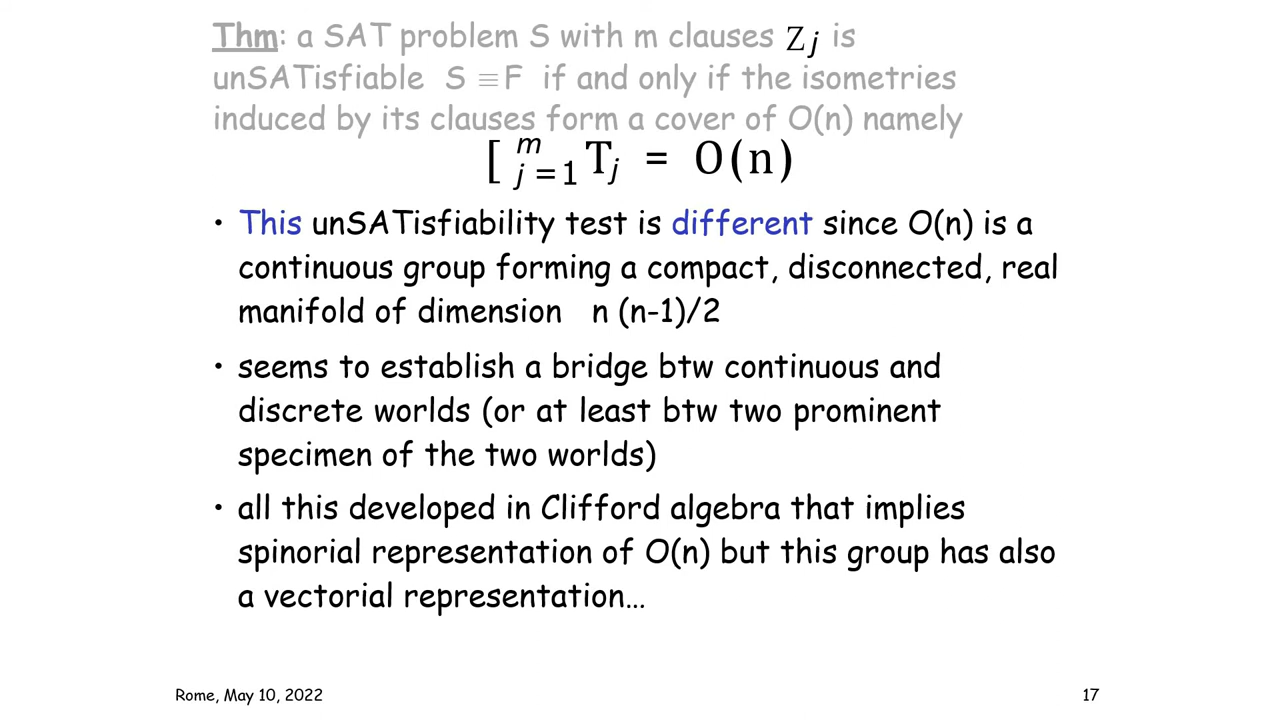 Thm: a SAT problem S with m clauses Zj is
unSATisfiable S ≡ F if and only if the isometries
induced by its clauses form a cover of O(n) namely
[ m j=1 Tj = O(n)
• This unSATisfiability test is different since O(n) is a
continuous group forming a compact, disconnected, real
manifold of dimension n (n-1)/2
• seems to establish a bridge btw continuous and
discrete worlds (or at least btw two prominent
specimen of the two worlds)
• all this developed in Clifford algebra that implies
spinorial representation of O(n) but this group has also
a vectorial representation…
Rome, May 10, 2022 17